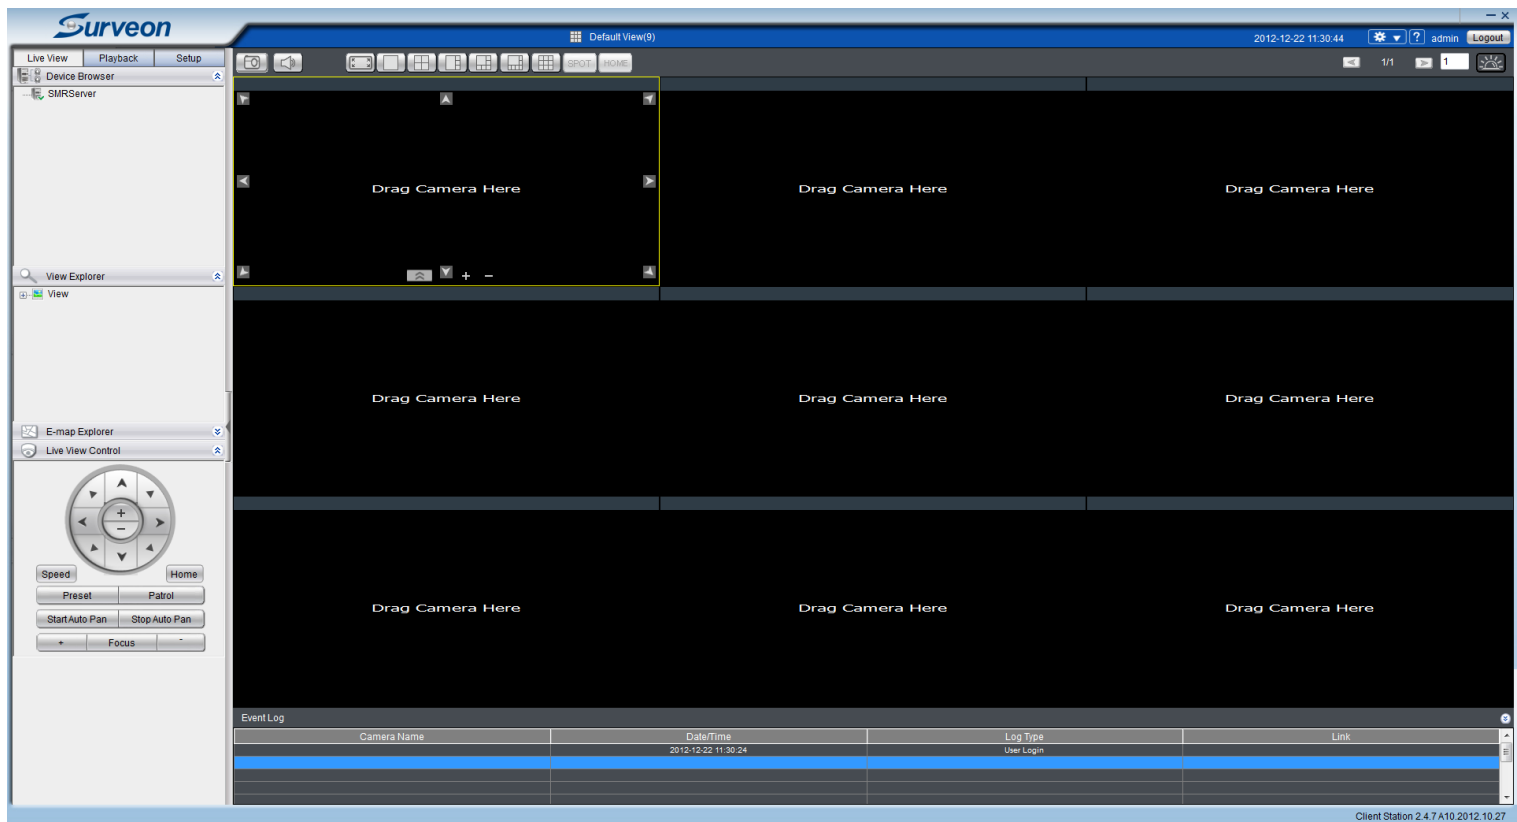 Surveon
Default View(9)
2012-12-22 11:30:44
? admin Logout
Live View Playback Setup
SPOT HOME
1/1
1
Device Browser
SMRServer
Drag Camera Here Drag Camera Here Drag Camera Here
View Explorer
+ −
View
Drag Camera Here Drag Camera Here Drag Camera Here
E-map Explorer
Live View Control
+
−
Speed Home
Preset Patrol
Start Auto Pan Stop Auto Pan
+ Focus -
Drag Camera Here Drag Camera Here Drag Camera Here
Event Log
Camera Name Date/Time Log Type Link
2012-12-22 11:30:24 User Login
Client Station 2.4.7 A10.2012.10.27